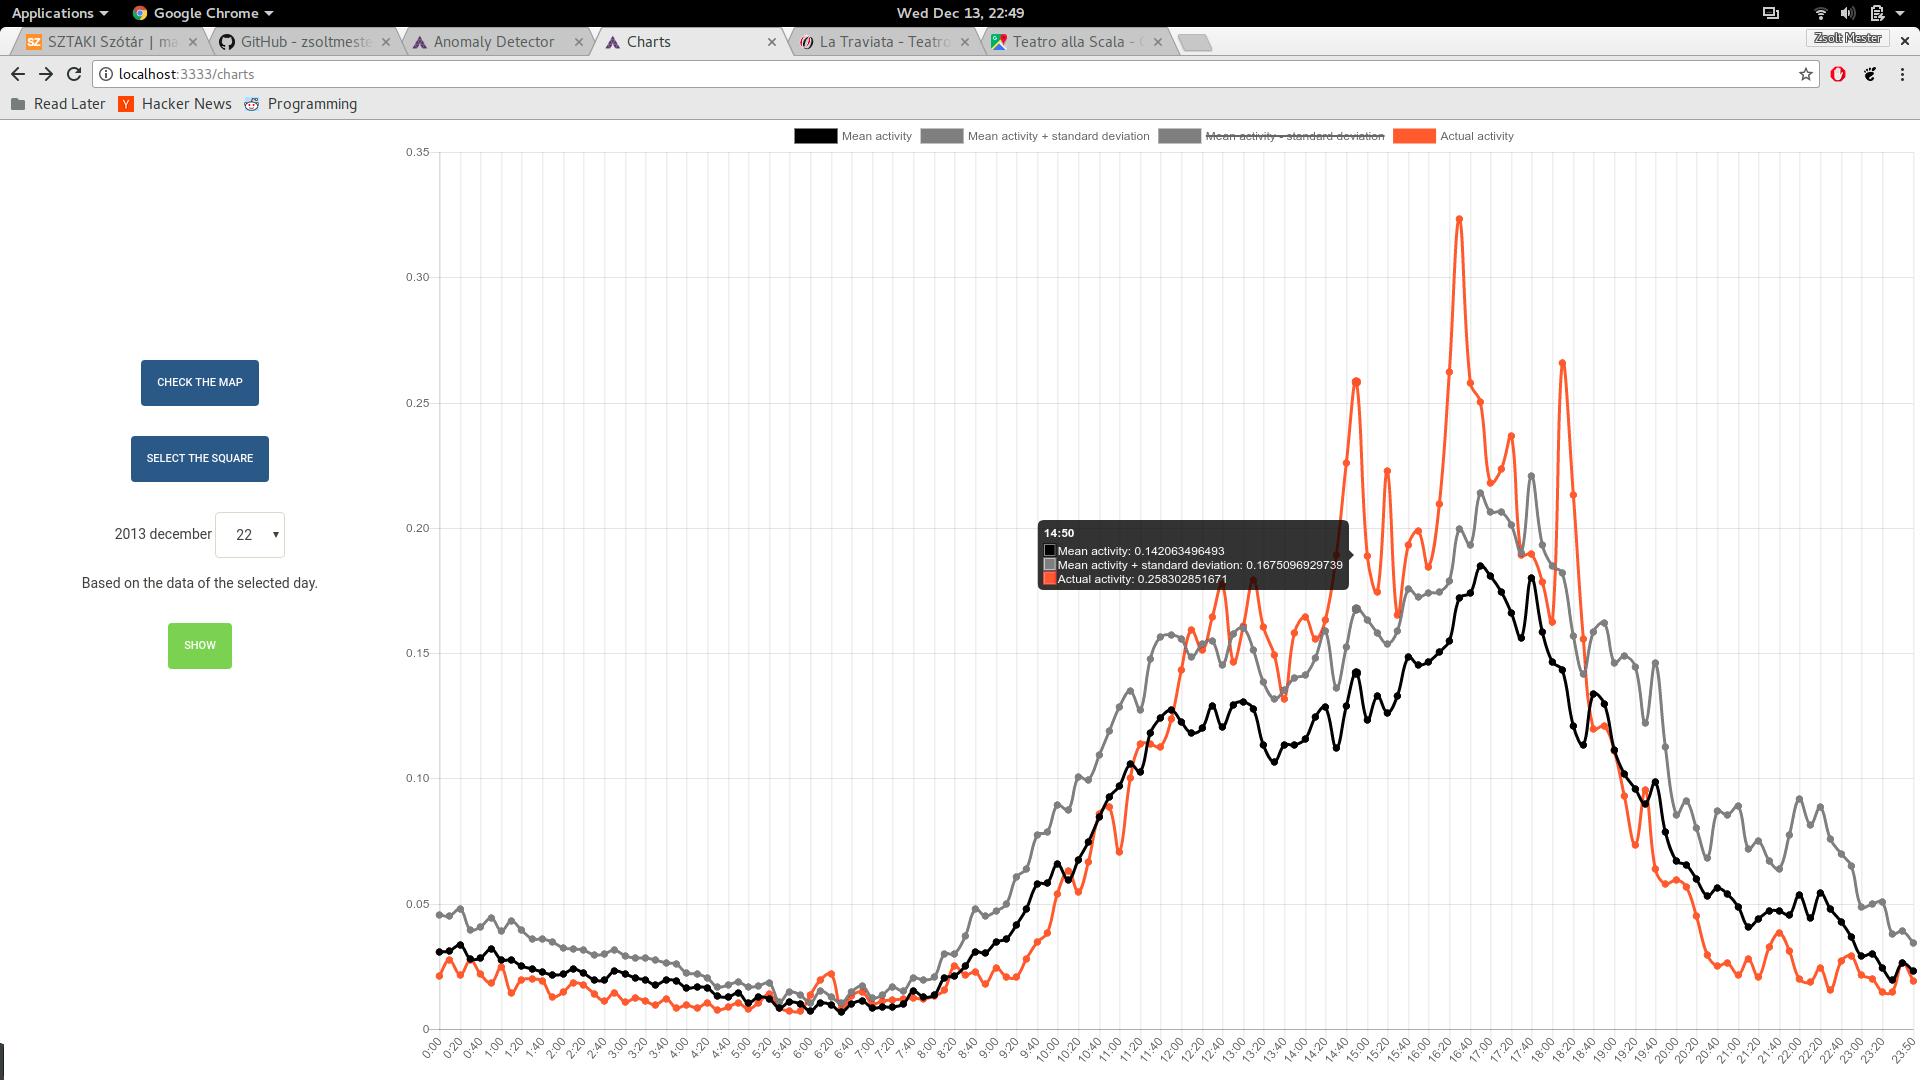 Applications Google Chrome Wed Dec 13, 22:49
SZTAKI Szótár | ma GitHub - zsoltmeste Anomaly Detector Charts La Traviata - Teatro Teatro alla Scala - Zsolt Mester
localhost:3333/charts
Read Later Hacker News Programming
Mean activity Mean activity + standard deviation Mean activity - standard deviation Actual activity
0.35
0.30
0.25
0.20
0.15
0.10
0.05
0
CHECK THE MAP
SELECT THE SQUARE
2013 december 22
Based on the data of the selected day.
SHOW
14:50
Mean activity: 0.142063496493
Mean activity + standard deviation: 0.1675096929739
Actual activity: 0.258302851671
0:00 0:20 0:40 1:00 1:20 1:40 2:00 2:20 2:40 3:00 3:20 3:40 4:00 4:20 4:40 5:00 5:20 5:40 6:00 6:20 6:40 7:00 7:20 7:40 8:00 8:20 8:40 9:00 9:20 9:40 10:00 10:20 10:40 11:00 11:20 11:40 12:00 12:20 12:40 13:00 13:20 13:40 14:00 14:20 14:40 15:00 15:20 15:40 16:00 16:20 16:40 17:00 17:20 17:40 18:00 18:20 18:40 19:00 19:20 19:40 20:00 20:20 20:40 21:00 21:20 21:40 22:00 22:20 22:40 23:00 23:20 23:50